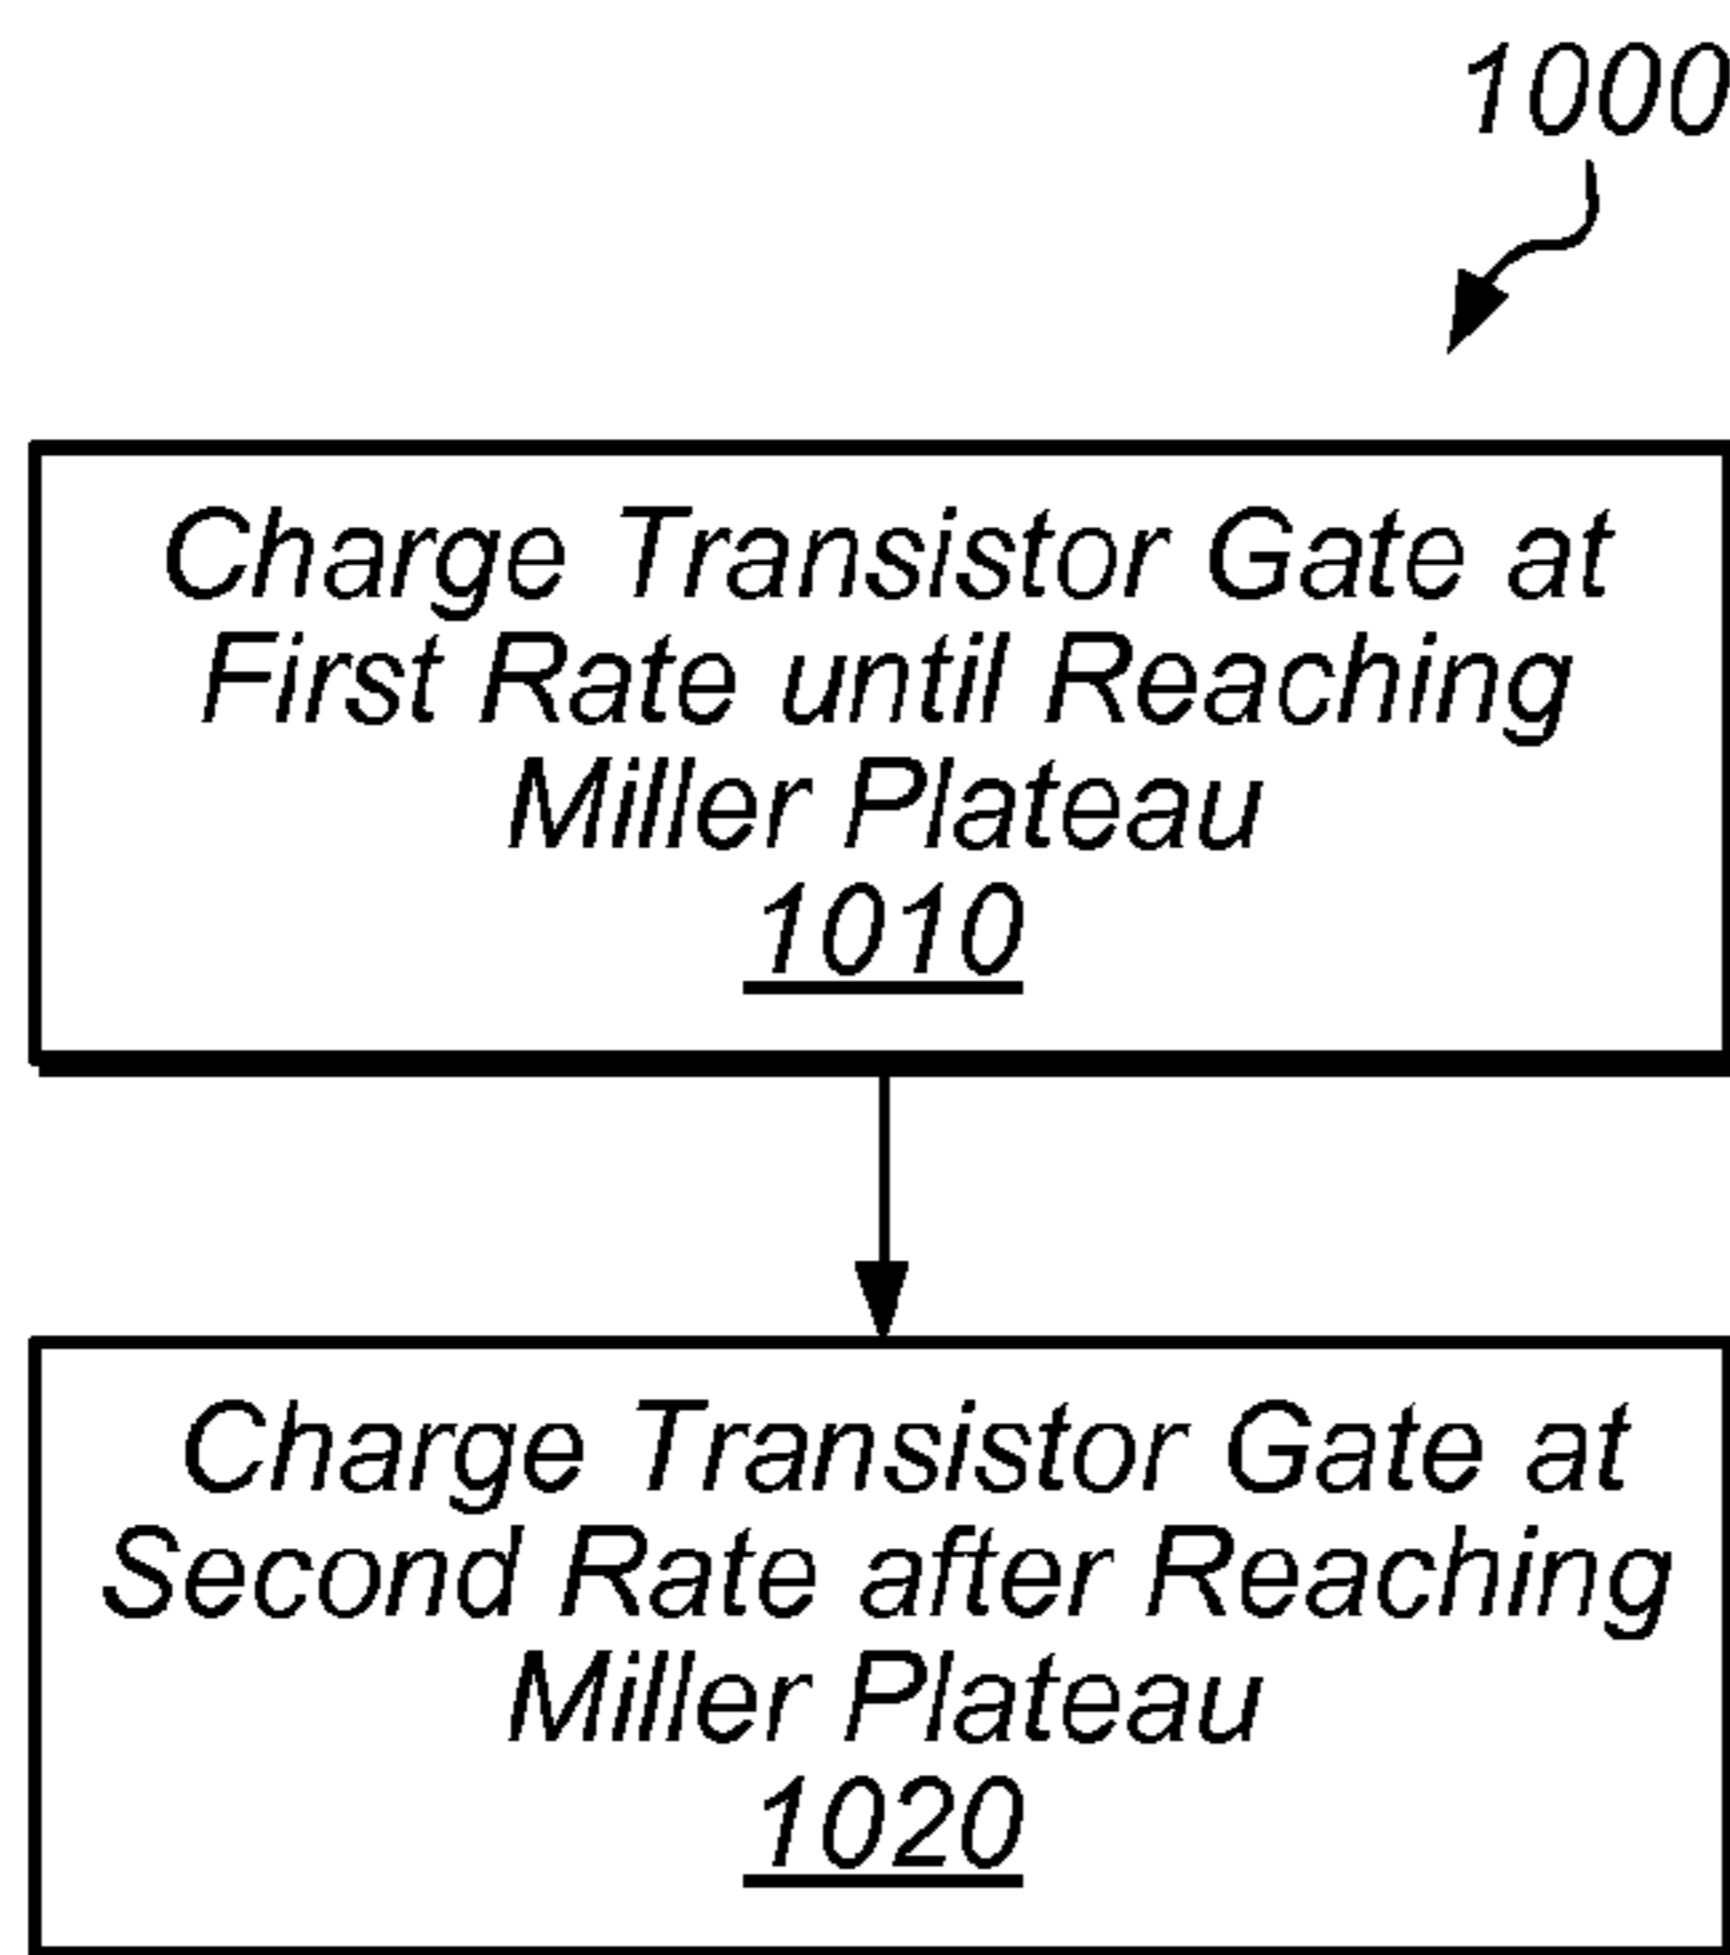 1000
Charge Transistor Gate at
First Rate until Reaching
Miller Plateau
1010
Charge Transistor Gate at
Second Rate after Reaching
Miller Plateau
1020